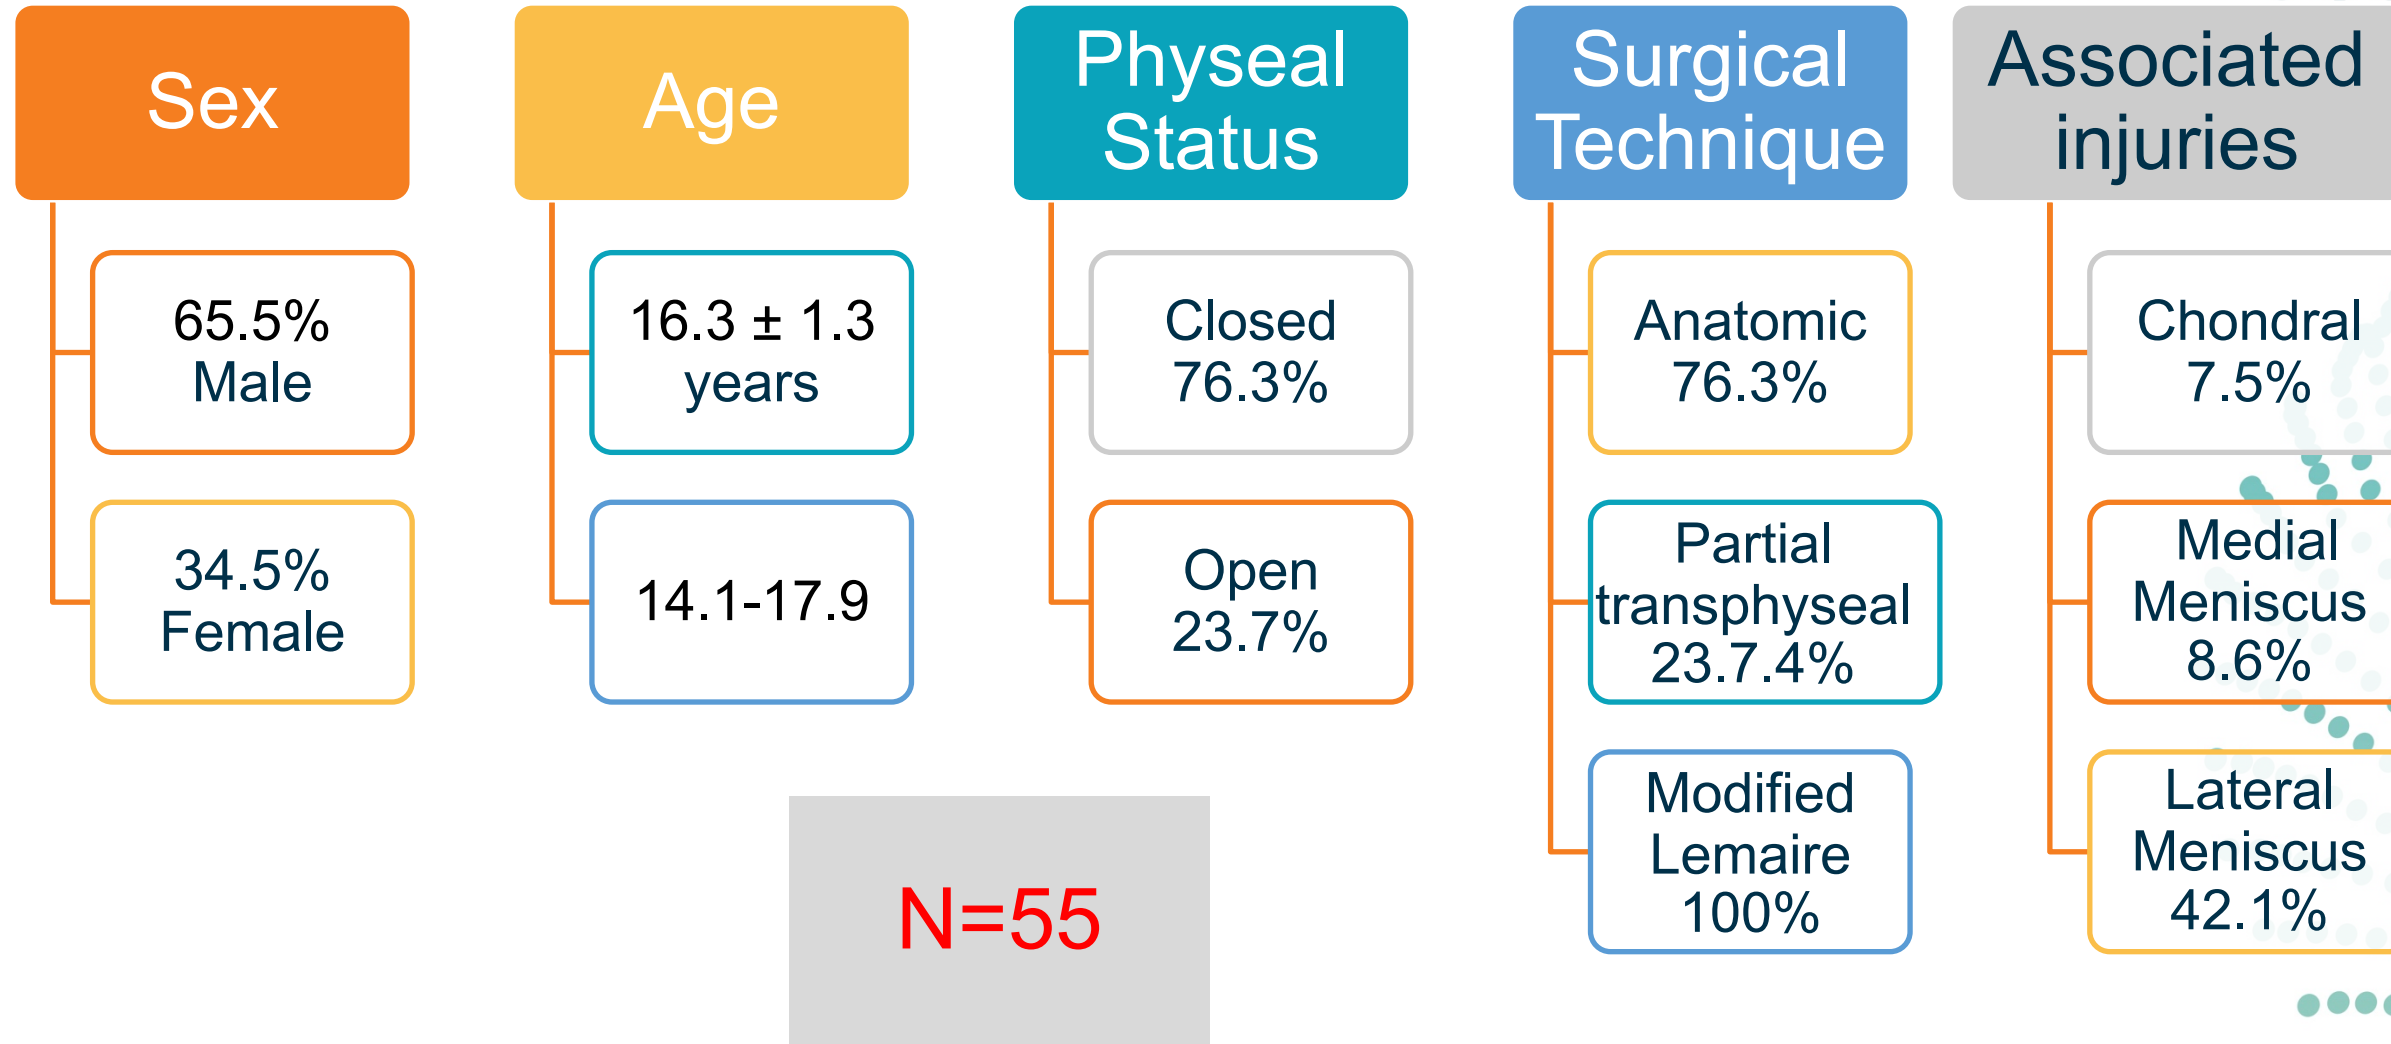 Sex
65.5%
Male
34.5%
Female
Age
16.3 ± 1.3
years
14.1-17.9
Physeal
Status
Closed
76.3%
Open
23.7%
Surgical
Technique
Anatomic
76.3%
Partial
transphyseal
23.7.4%
Modified
Lemaire
100%
Associated
injuries
Chondral
7.5%
Medial
Meniscus
8.6%
Lateral
Meniscus
42.1%
N=55